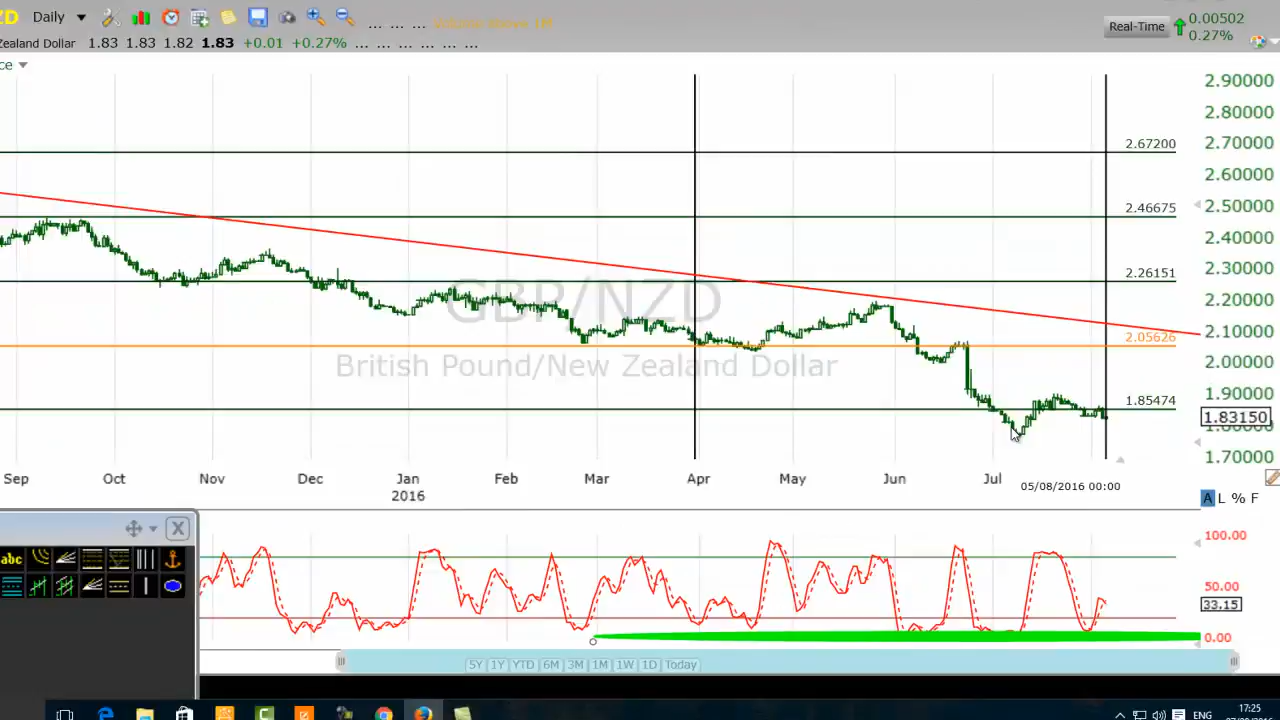 ZD Daily ... ... ... Real-Time 0.00502
0.27%
Zealand Dollar 1.83 1.83 1.82 1.83 +0.01 +0.27% ... ... ... ... ... ...
ce
2.90000
2.80000
2.70000
2.67200
2.60000
2.50000
2.46675
2.40000
2.30000
2.26151
2.20000
GBP/NZD
2.10000
2.05626
British Pound/New Zealand Dollar
2.00000
1.90000
1.85474
1.83150
1.70000
Sep Oct Nov Dec Jan Feb Mar Apr May Jun Jul
2016
05/08/2016 00:00
A L % F
100.00
abc
50.00
33.15
0.00
5Y 1Y YTD 6M 3M 1M 1W 1D Today
17:25
ENG